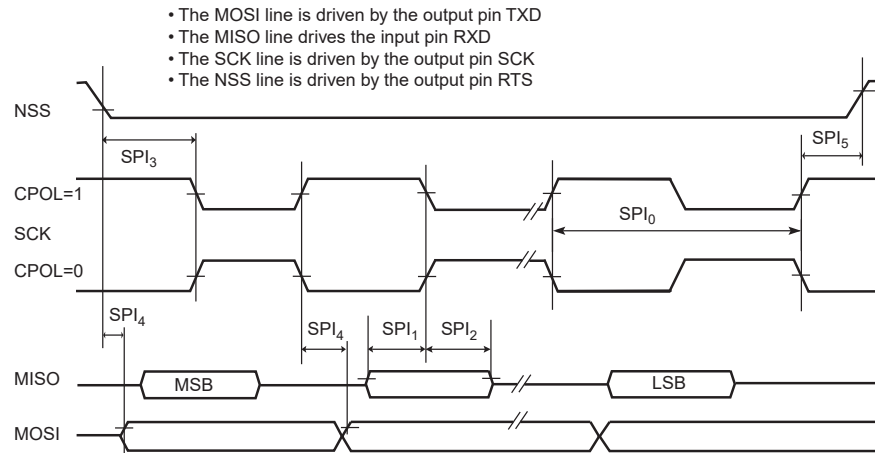 • The MOSI line is driven by the output pin TXD
• The MISO line drives the input pin RXD
• The SCK line is driven by the output pin SCK
• The NSS line is driven by the output pin RTS
NSS
SPI3
SPI5
CPOL=1
SCK
SPI0
CPOL=0
SPI4
SPI4
SPI1
SPI2
MISO
MSB
LSB
MOSI